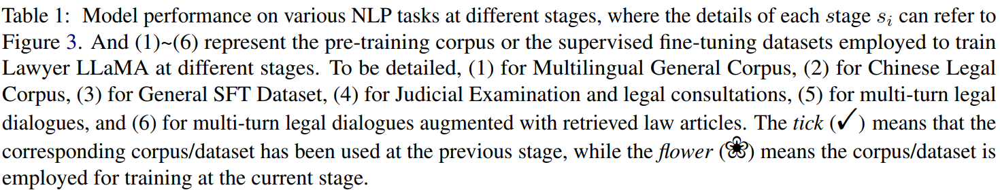 Table 1: Model performance on various NLP tasks at different stages, where the details of each stage sᵢ can refer to
Figure 3. And (1)~(6) represent the pre-training corpus or the supervised fine-tuning datasets employed to train
Lawyer LLaMA at different stages. To be detailed, (1) for Multilingual General Corpus, (2) for Chinese Legal
Corpus, (3) for General SFT Dataset, (4) for Judicial Examination and legal consultations, (5) for multi-turn legal
dialogues, and (6) for multi-turn legal dialogues augmented with retrieved law articles. The tick (✓) means that the
corresponding corpus/dataset has been used at the previous stage, while the flower (❀) means the corpus/dataset is
employed for training at the current stage.